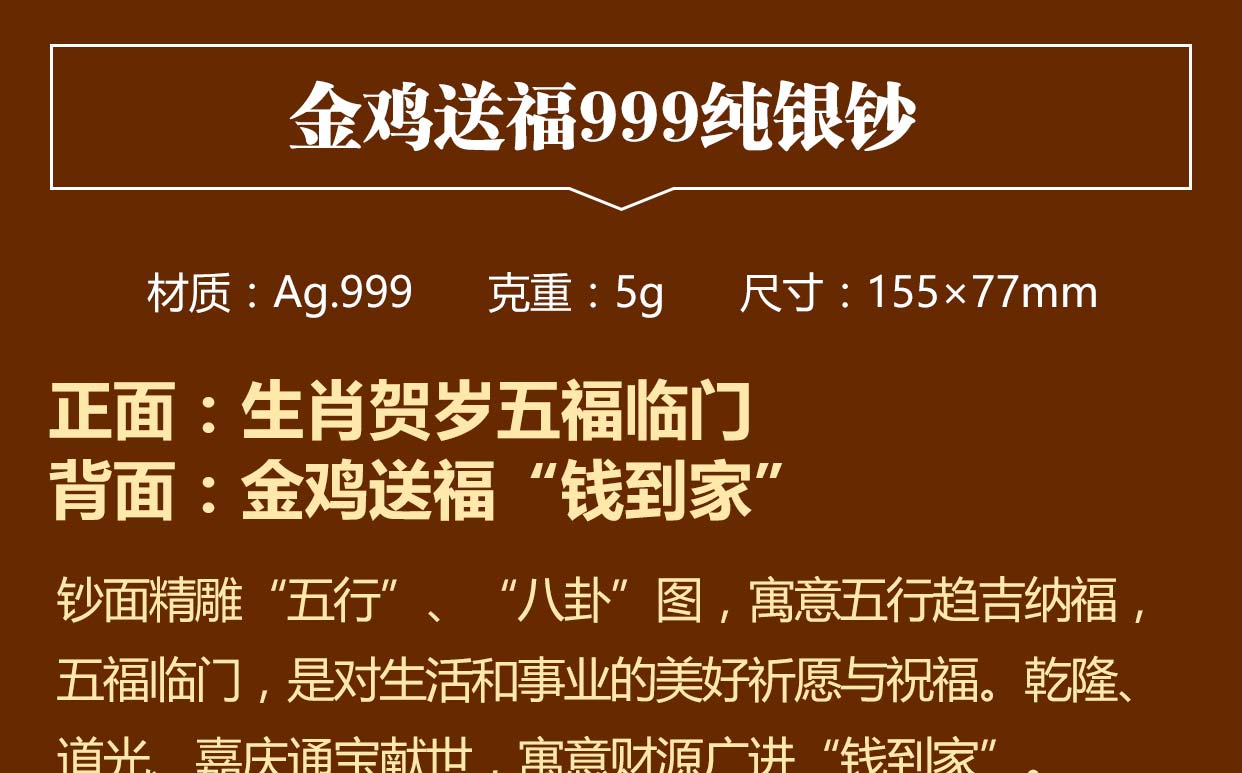 金鸡送福999纯银钞
材质：Ag.999 克重：5g 尺寸：155×77mm
正面：生肖贺岁五福临门
背面：金鸡送福“钱到家”
钞面精雕“五行”、“八卦”图，寓意五行趋吉纳福，
五福临门，是对生活和事业的美好祈愿与祝福。乾隆、
道光、嘉庆通宝献世，寓意财源广进“钱到家”。